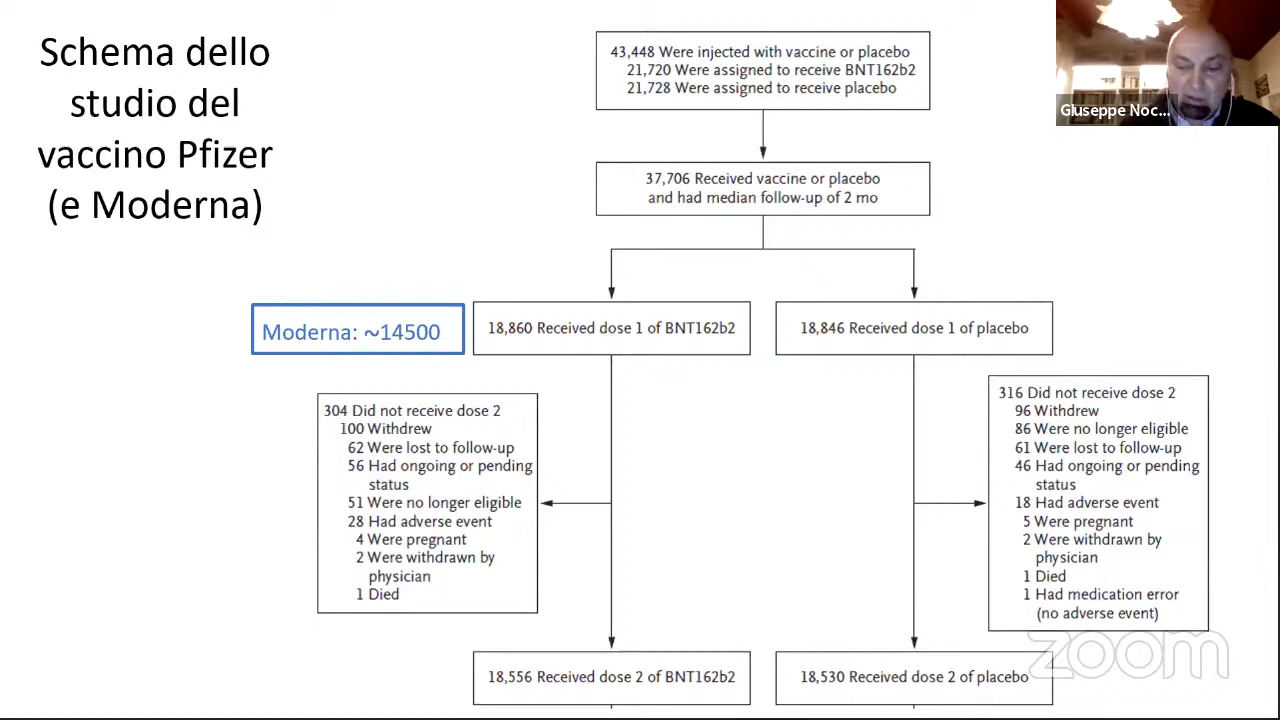 Schema dello
studio del
vaccino Pfizer
(e Moderna)
43,448 Were injected with vaccine or placebo
21,720 Were assigned to receive BNT162b2
21,728 Were assigned to receive placebo
Giuseppe Noc...
37,706 Received vaccine or placebo
and had median follow-up of 2 mo
Moderna: ~14500
18,860 Received dose 1 of BNT162b2
18,846 Received dose 1 of placebo
304 Did not receive dose 2
100 Withdrew
62 Were lost to follow-up
56 Had ongoing or pending
status
51 Were no longer eligible
28 Had adverse event
4 Were pregnant
2 Were withdrawn by
physician
1 Died
316 Did not receive dose 2
96 Withdrew
86 Were no longer eligible
61 Were lost to follow-up
46 Had ongoing or pending
status
18 Had adverse event
5 Were pregnant
2 Were withdrawn by
physician
1 Died
1 Had medication error
(no adverse event)
18,556 Received dose 2 of BNT162b2
18,530 Received dose 2 of placebo
zoom